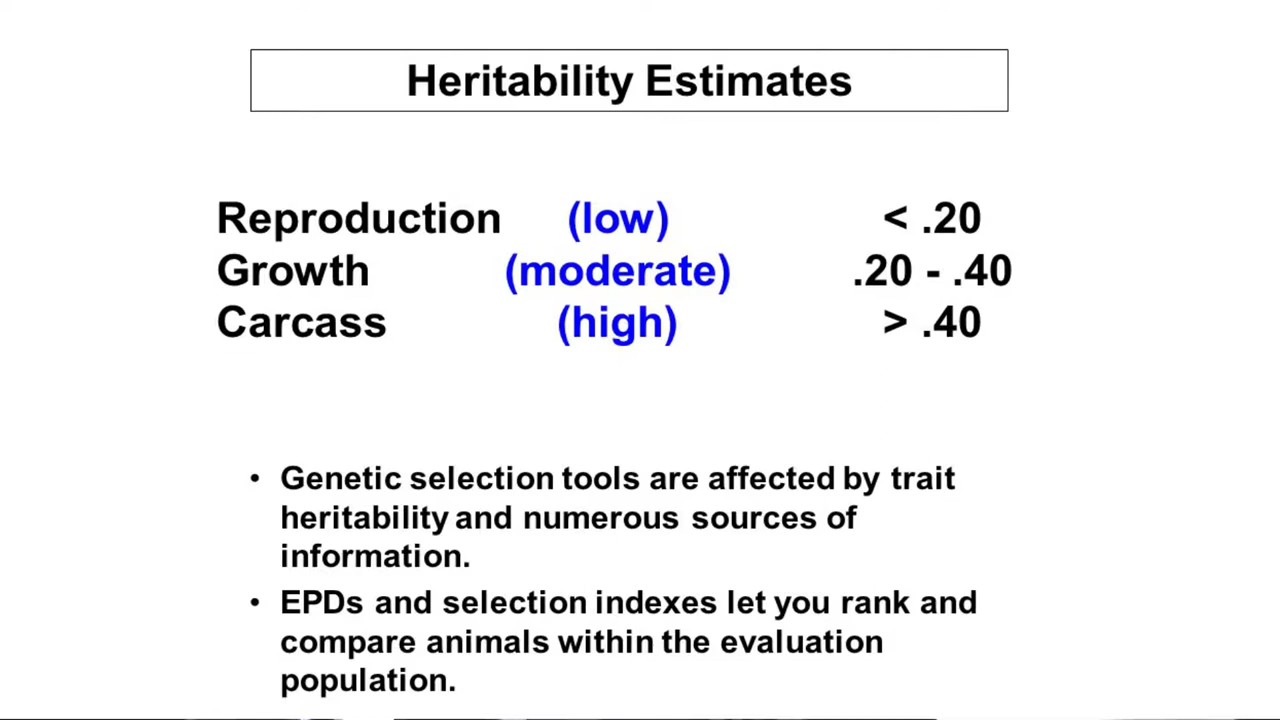 Heritability Estimates
Reproduction (low) < .20
Growth (moderate) .20 - .40
Carcass (high) > .40
• Genetic selection tools are affected by trait
heritability and numerous sources of
information.
• EPDs and selection indexes let you rank and
compare animals within the evaluation
population.